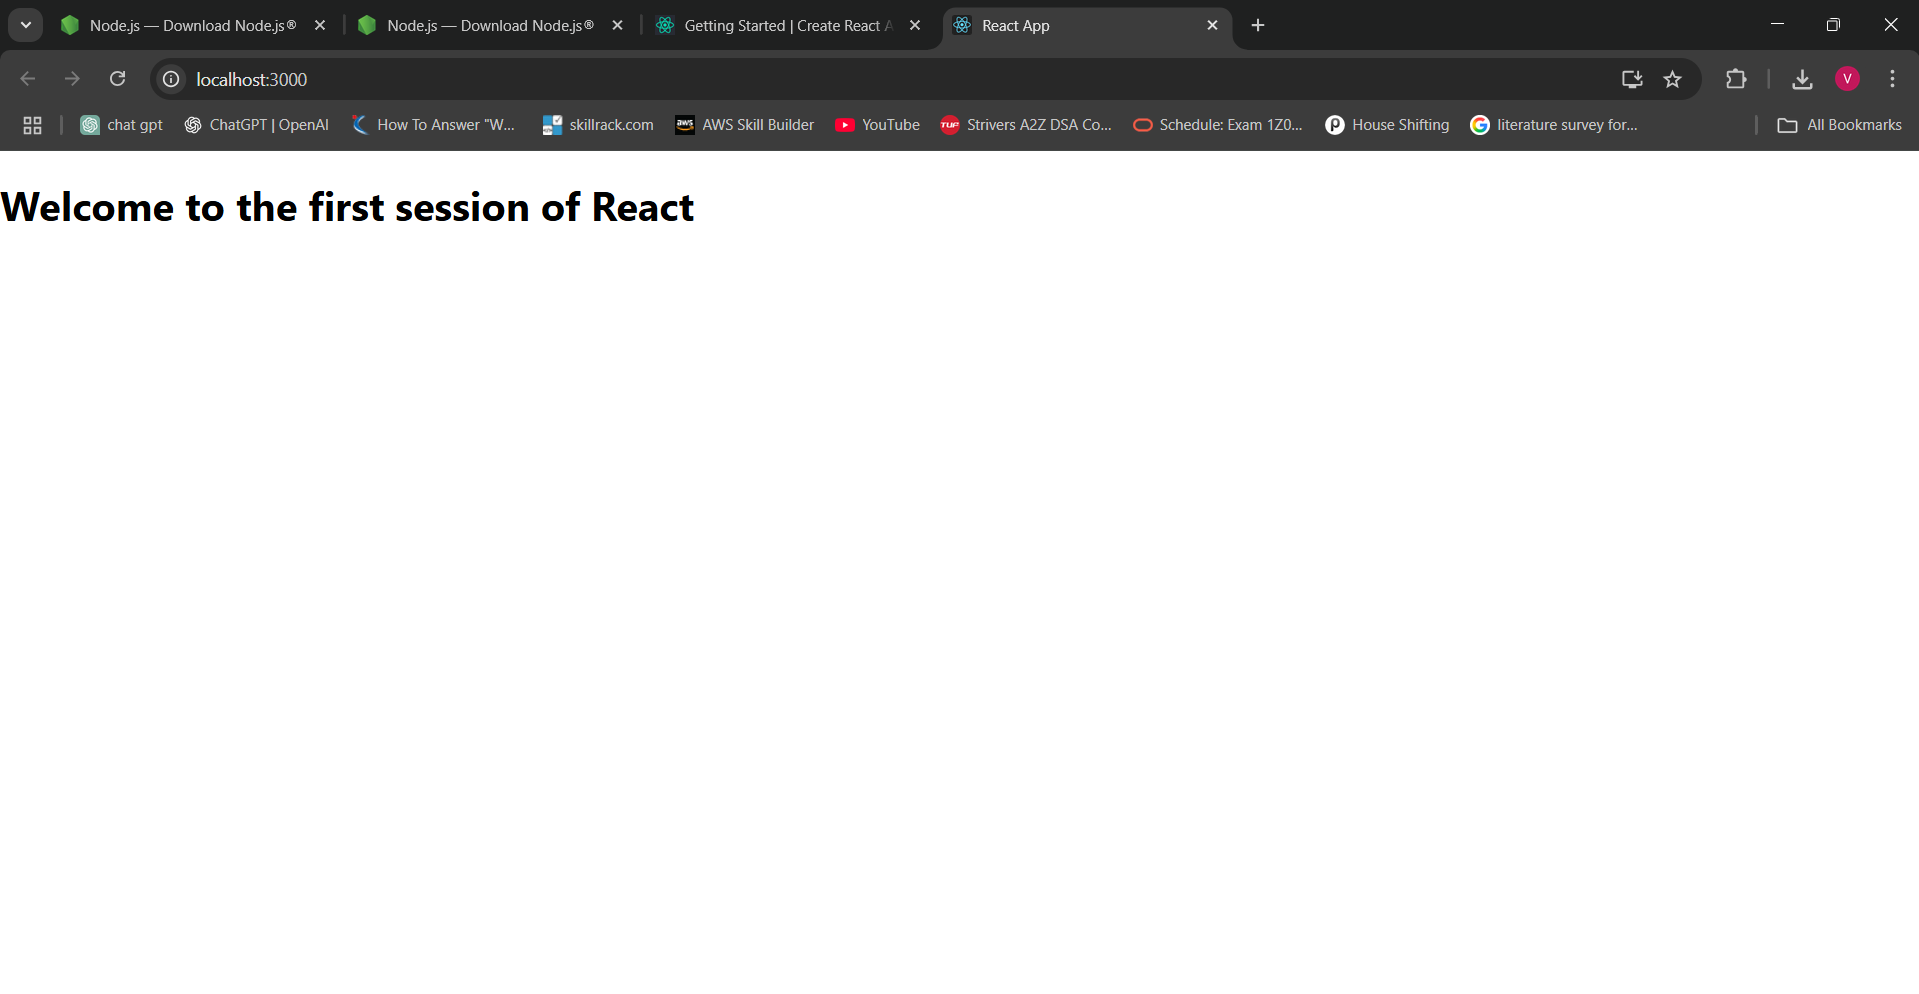 Node.js — Download Node.js®
Node.js — Download Node.js®
Getting Started | Create React A
React App
localhost:3000
V
chat gpt
ChatGPT | OpenAI
How To Answer "W...
skillrack.com
aws
AWS Skill Builder
YouTube
TUF
Strivers A2Z DSA Co...
Schedule: Exam 1Z0...
House Shifting
literature survey for...
All Bookmarks
Welcome to the first session of React